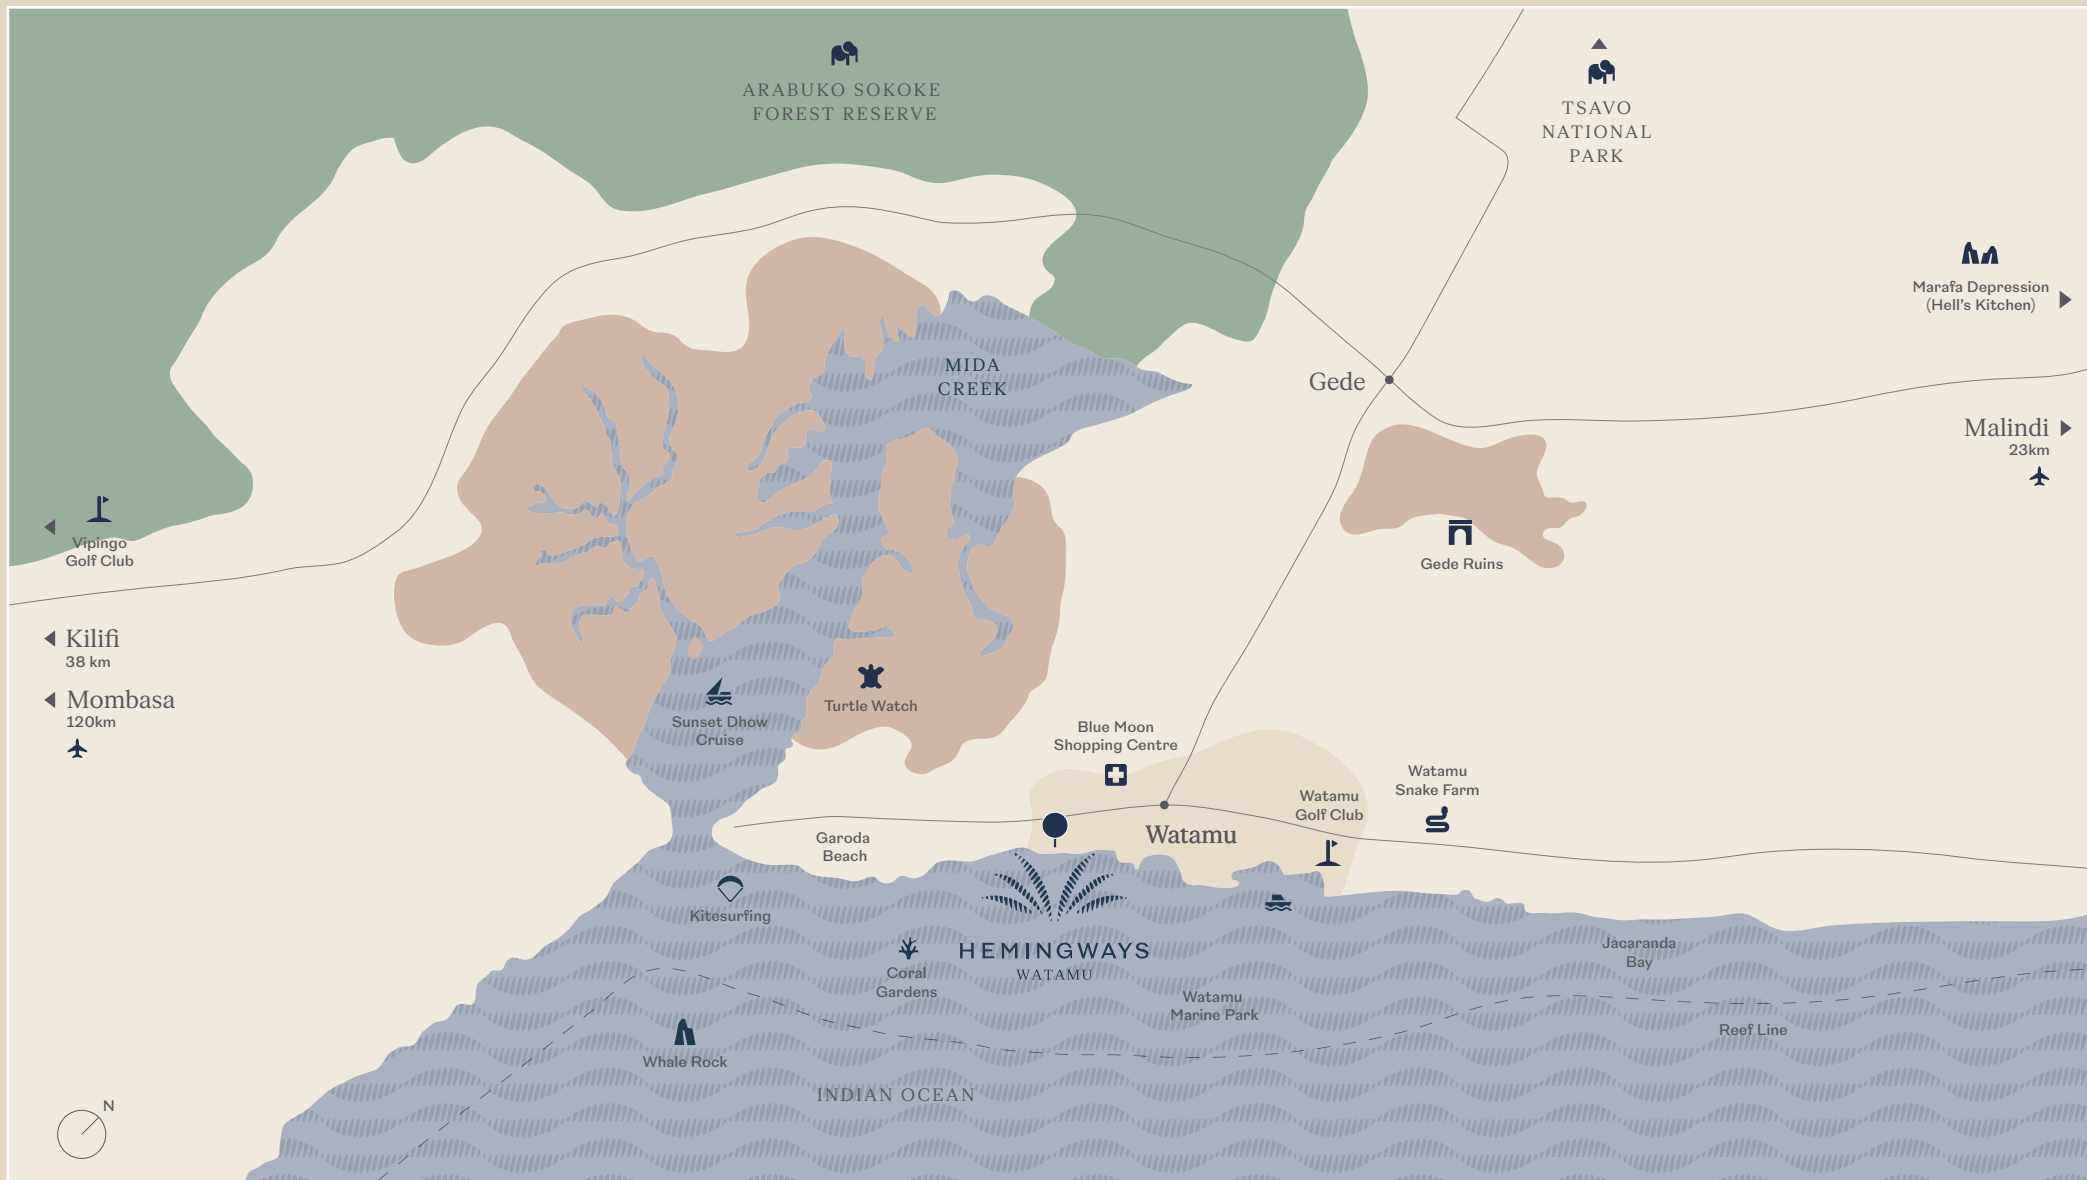 ARABUKO SOKOKE
FOREST RESERVE
TSAVO
NATIONAL
PARK
Marafa Depression
(Hell's Kitchen)
MIDA
CREEK
Gede
Malindi
23km
Vipingo
Golf Club
Gede Ruins
Kilifi
38 km
Mombasa
120km
Sunset Dhow
Cruise
Turtle Watch
Blue Moon
Shopping Centre
Watamu
Snake Farm
Watamu
Golf Club
Watamu
Garoda
Beach
Kitesurfing
HEMINGWAYS
WATAMU
Coral
Gardens
Jacaranda
Bay
Watamu
Marine Park
Reef Line
Whale Rock
INDIAN OCEAN
N